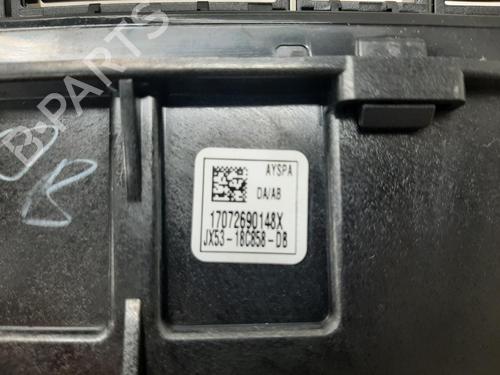 B-PARTS
AYSPA
DA/AB
17072690148X
JX53-18C858-DB